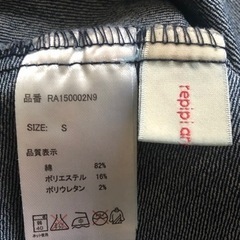 品番 RA150002N9
SIZE: S
品質表示
綿 82%
ポリエステル 16%
ポリウレタン 2%
repipi ar